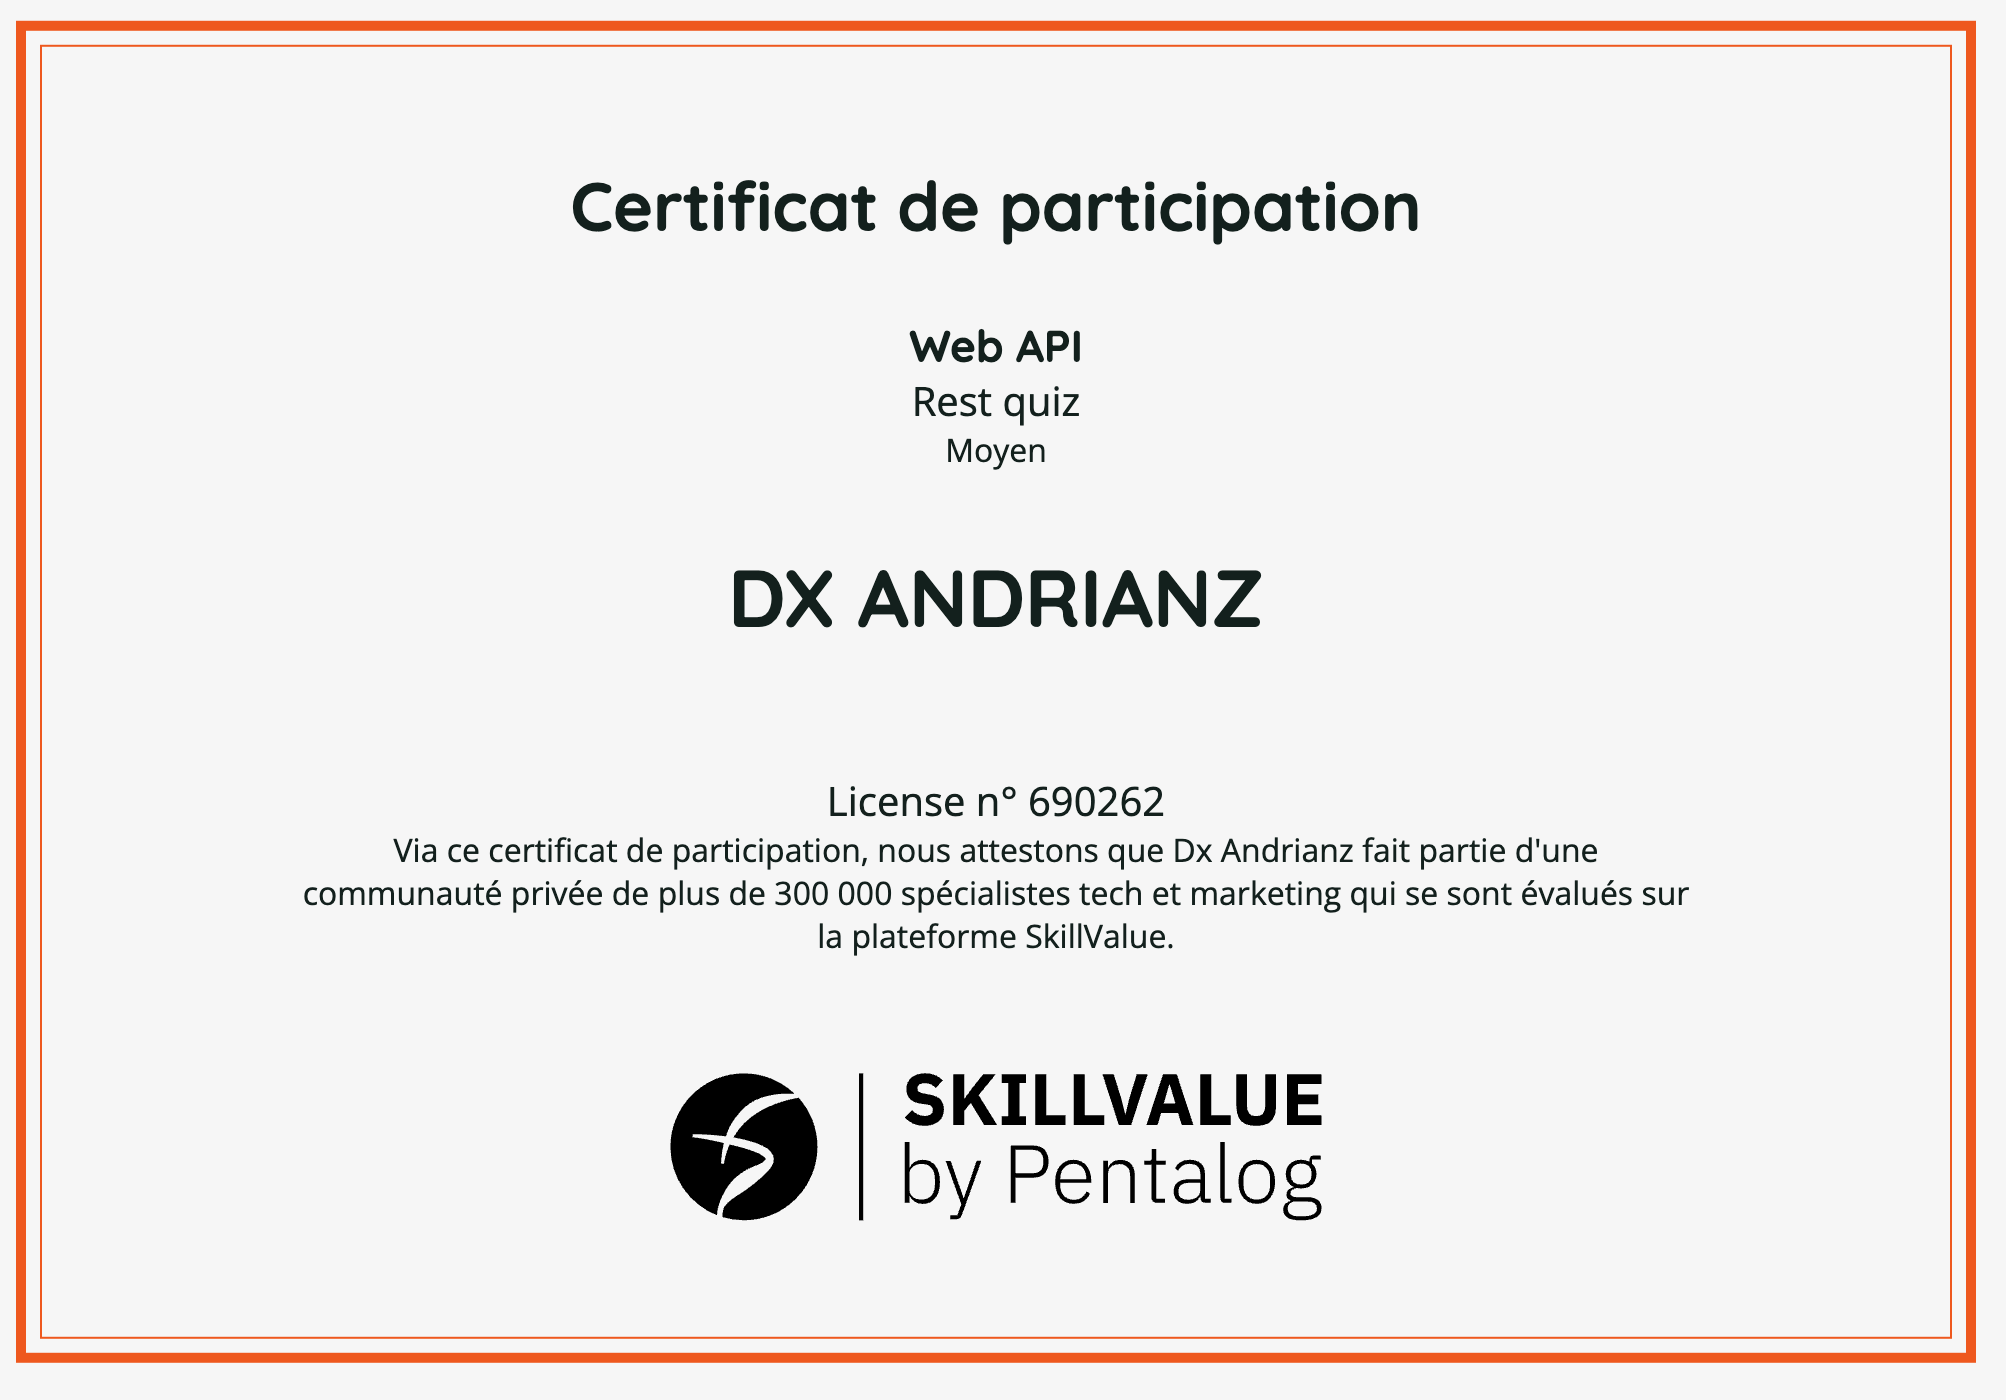 Certificat de participation
Web API
Rest quiz
Moyen
DX ANDRIANZ
License n° 690262
Via ce certificat de participation, nous attestons que Dx Andrianz fait partie d'une
communauté privée de plus de 300 000 spécialistes tech et marketing qui se sont évalués sur
la plateforme SkillValue.
SKILLVALUE
by Pentalog